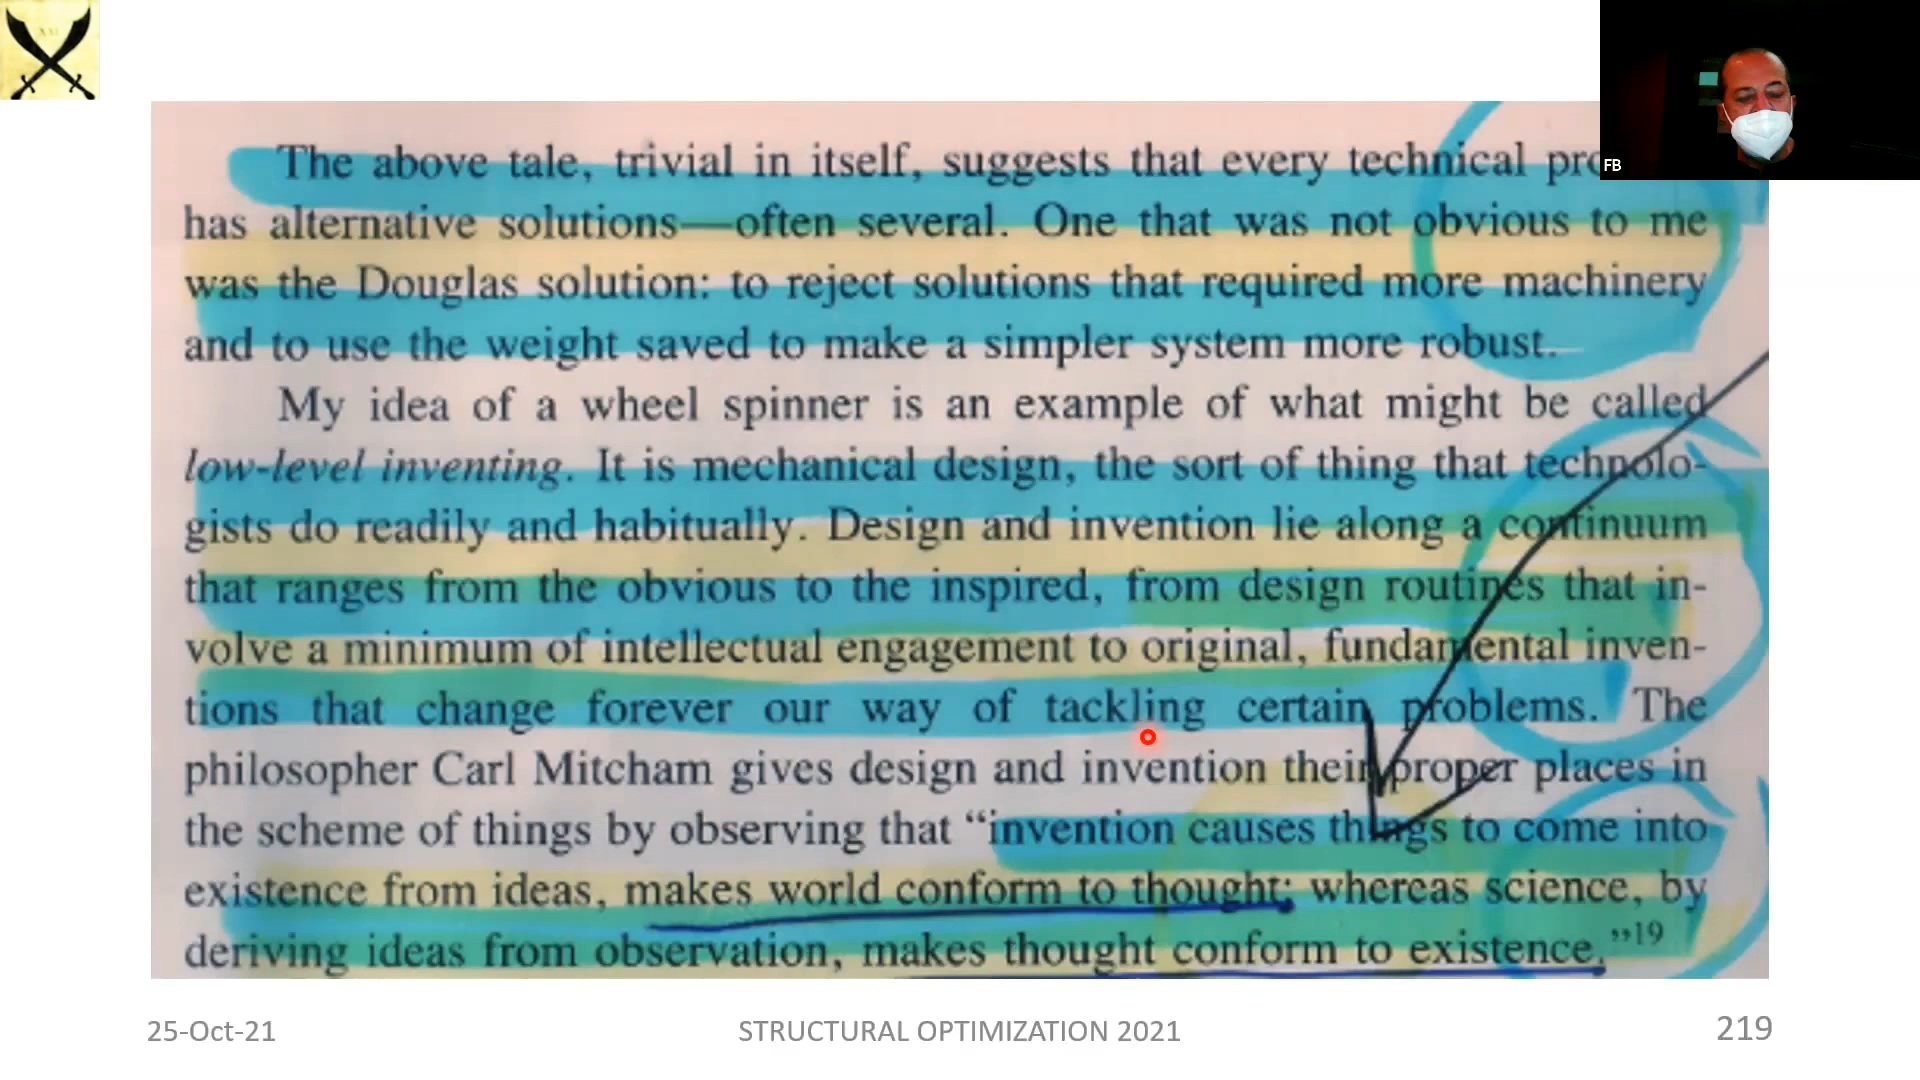 The above tale, trivial in itself, suggests that every technical
has alternative solutions—often several. One that was not obvious to me
was the Douglas solution: to reject solutions that required more machinery
and to use the weight saved to make a simpler system more robust.
My idea of a wheel spinner is an example of what might be called
low-level inventing. It is mechanical design, the sort of thing that technolo-
gists do readily and habitually. Design and invention lie along a continuum
that ranges from the obvious to the inspired, from design routines that in-
volve a minimum of intellectual engagement to original, fundamental inven-
tions that change forever our way of tackling certain problems. The
philosopher Carl Mitcham gives design and invention their proper places in
the scheme of things by observing that “invention causes things to come into
existence from ideas, makes world conform to thought; whereas science, by
deriving ideas from observation, makes thought conform to existence.”19
FB
25-Oct-21
STRUCTURAL OPTIMIZATION 2021
219